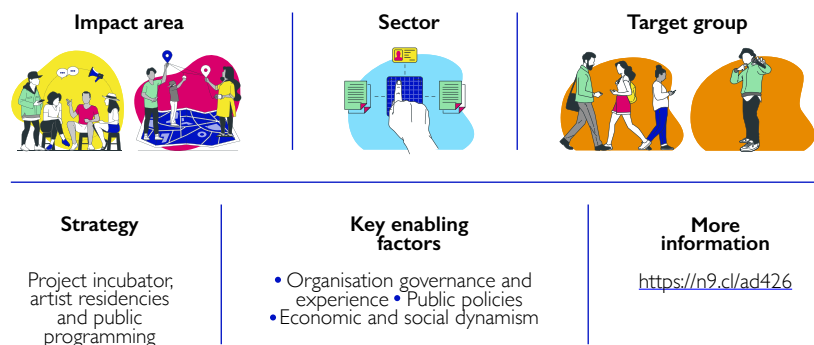 Impact area
Sector
Target group
Strategy
Project incubator,
artist residencies
and public
programming
Key enabling
factors
• Organisation governance and
experience • Public policies
• Economic and social dynamism
More
information
https://n9.cl/ad426